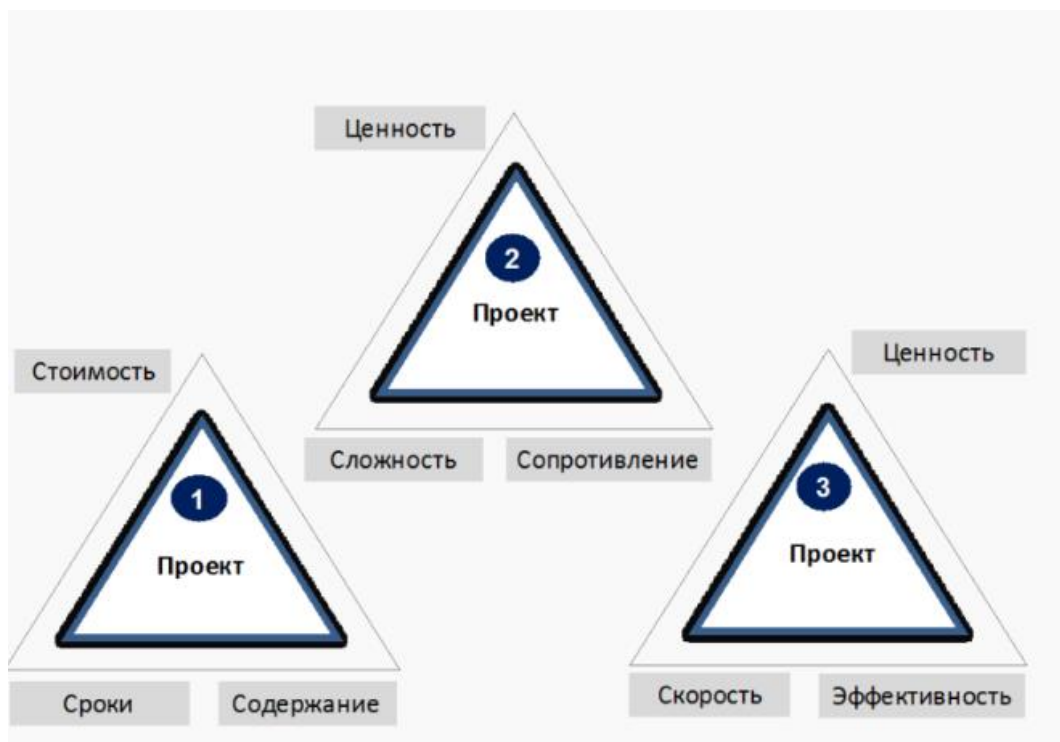 Ценность
2
Проект
Сложность
Сопротивление
Стоимость
1
Проект
Сроки
Содержание
Ценность
3
Проект
Скорость
Эффективность